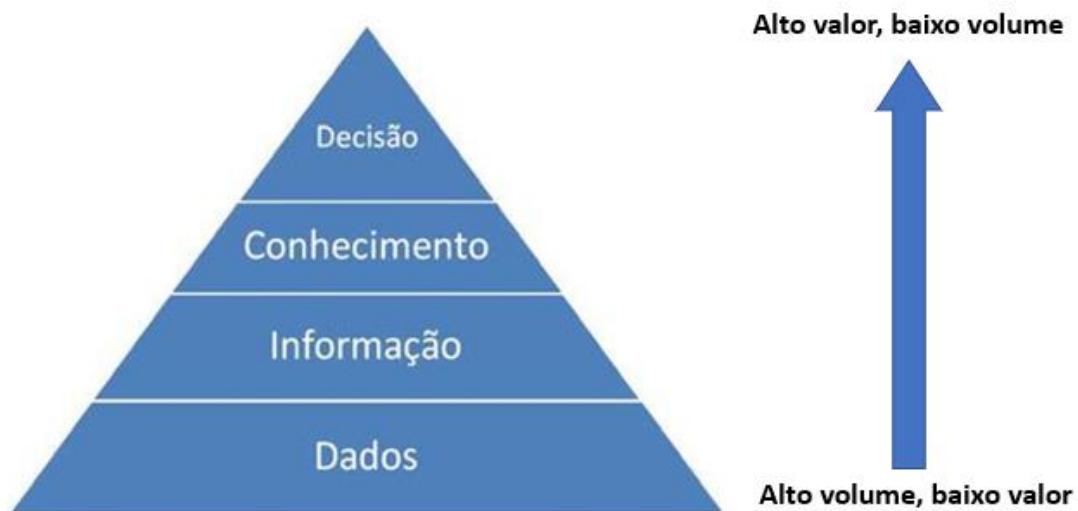 Alto valor, baixo volume
Decisão
Conhecimento
Informação
Dados
Alto volume, baixo valor